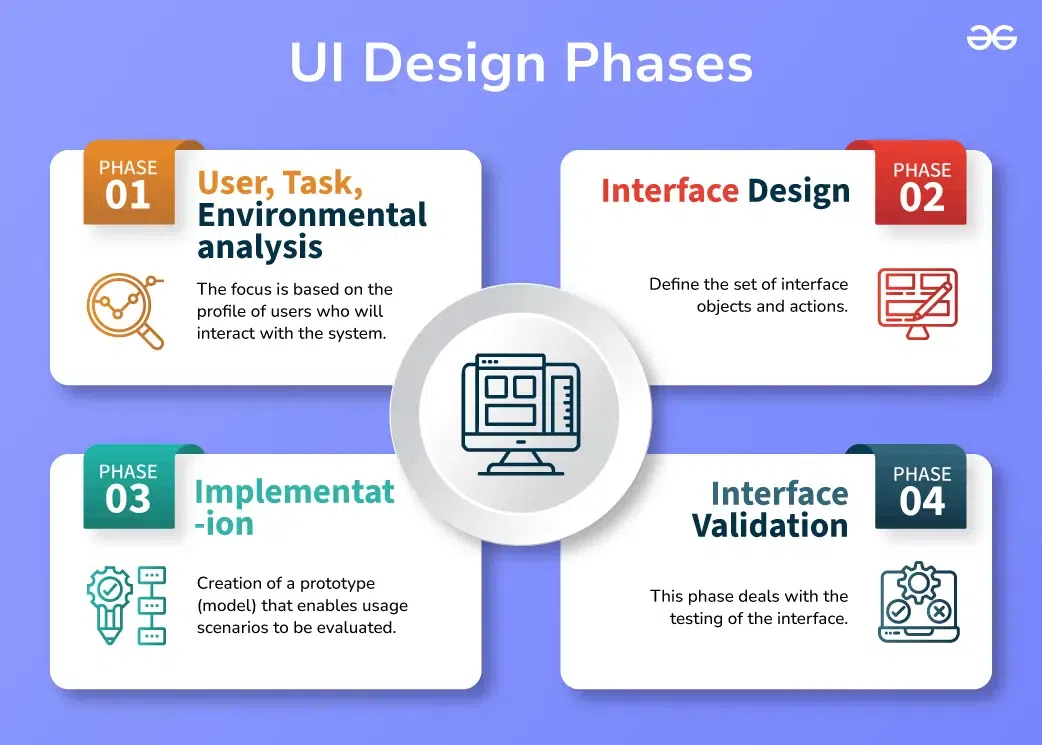 UI Design Phases
PHASE
01
User, Task,
Environmental
analysis
The focus is based on the
profile of users who will
interact with the system.
PHASE
02
Interface Design
Define the set of interface
objects and actions.
PHASE
03
Implementat
-ion
Creation of a prototype
(model) that enables usage
scenarios to be evaluated.
PHASE
04
Interface
Validation
This phase deals with the
testing of the interface.